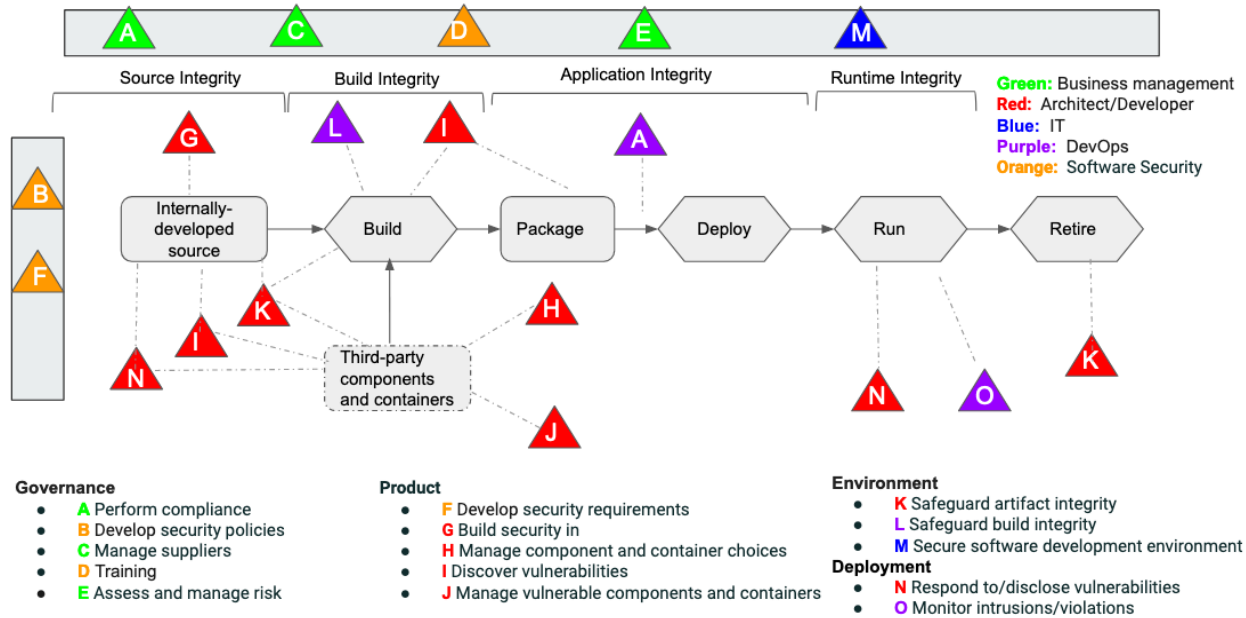 A
C
D
E
M
Source Integrity
Build Integrity
Application Integrity
Runtime Integrity
Green: Business management
Red: Architect/Developer
Blue: IT
Purple: DevOps
Orange: Software Security
G
L
I
A
B
F
Internally-
developed
source
Build
Package
Deploy
Run
Retire
K
H
I
N
Third-party
components
and containers
J
K
N
O
Governance
A Perform compliance
B Develop security policies
C Manage suppliers
D Training
E Assess and manage risk
Product
F Develop security requirements
G Build security in
H Manage component and container choices
I Discover vulnerabilities
J Manage vulnerable components and containers
Environment
K Safeguard artifact integrity
L Safeguard build integrity
M Secure software development environment
Deployment
N Respond to/disclose vulnerabilities
O Monitor intrusions/violations